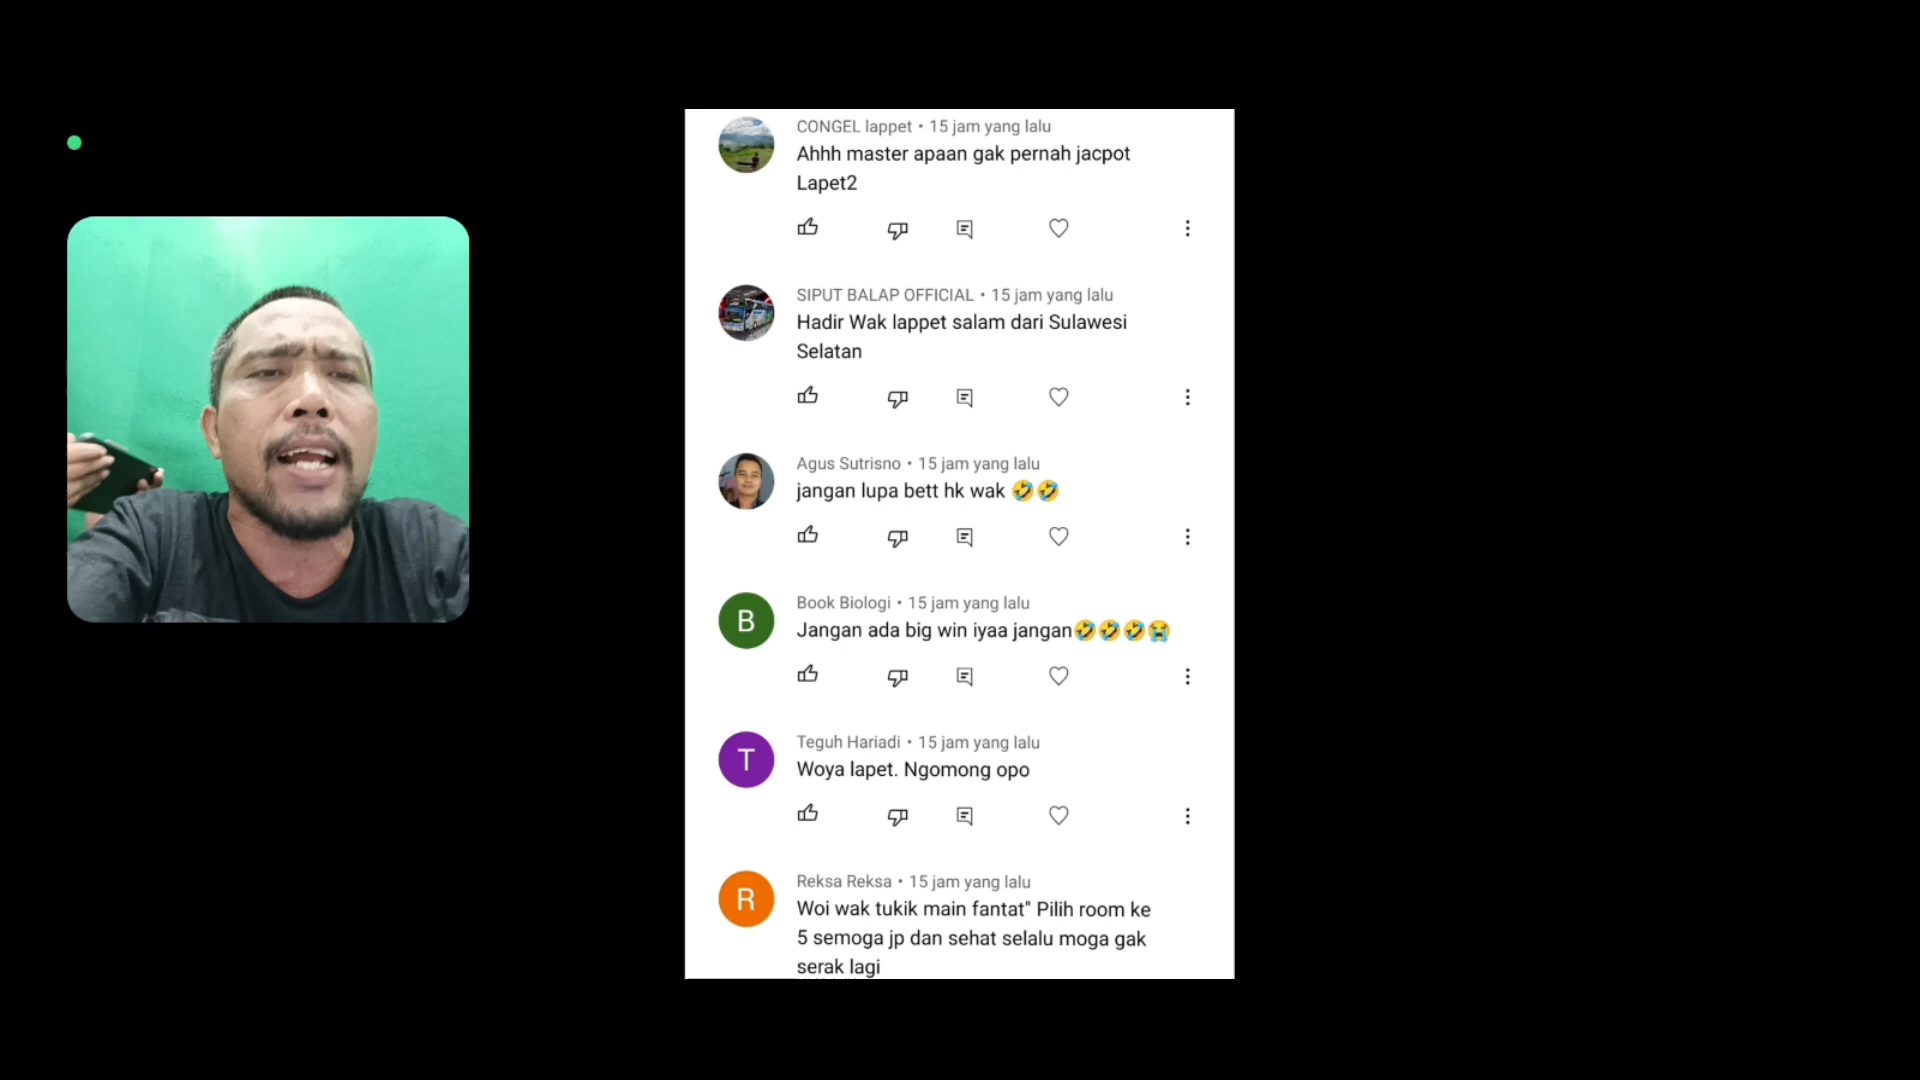 CONGEL lappet • 15 jam yang lalu
Ahhh master apaan gak pernah jacpot
Lapet2
SIPUT BALAP OFFICIAL • 15 jam yang lalu
Hadir Wak lappet salam dari Sulawesi
Selatan
Agus Sutrisno • 15 jam yang lalu
jangan lupa bett hk wak 🤣🤣
B
Book Biologi • 15 jam yang lalu
Jangan ada big win iyaa jangan🤣🤣🤣😭
T
Teguh Hariadi • 15 jam yang lalu
Woya lapet. Ngomong opo
R
Reksa Reksa • 15 jam yang lalu
Woi wak tukik main fantat" Pilih room ke
5 semoga jp dan sehat selalu moga gak
serak lagi